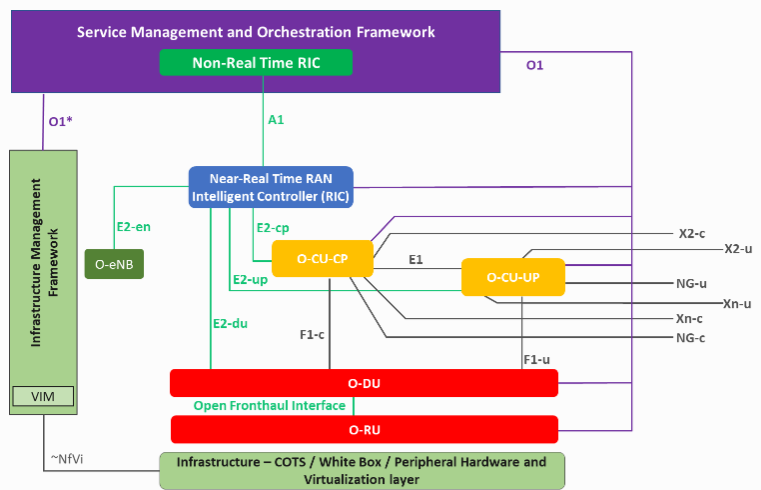 Service Management and Orchestration Framework
Non-Real Time RIC
O1
O1*
A1
Near-Real Time RAN
Intelligent Controller (RIC)
Infrastructure Management
Framework
E2-en
E2-cp
O-eNB
O-CU-CP
E1
X2-c
X2-u
E2-up
O-CU-UP
NG-u
Xn-u
E2-du
Xn-c
F1-c
NG-c
F1-u
O-DU
VIM
Open Fronthaul Interface
O-RU
~NfVi
Infrastructure – COTS / White Box / Peripheral Hardware and
Virtualization layer